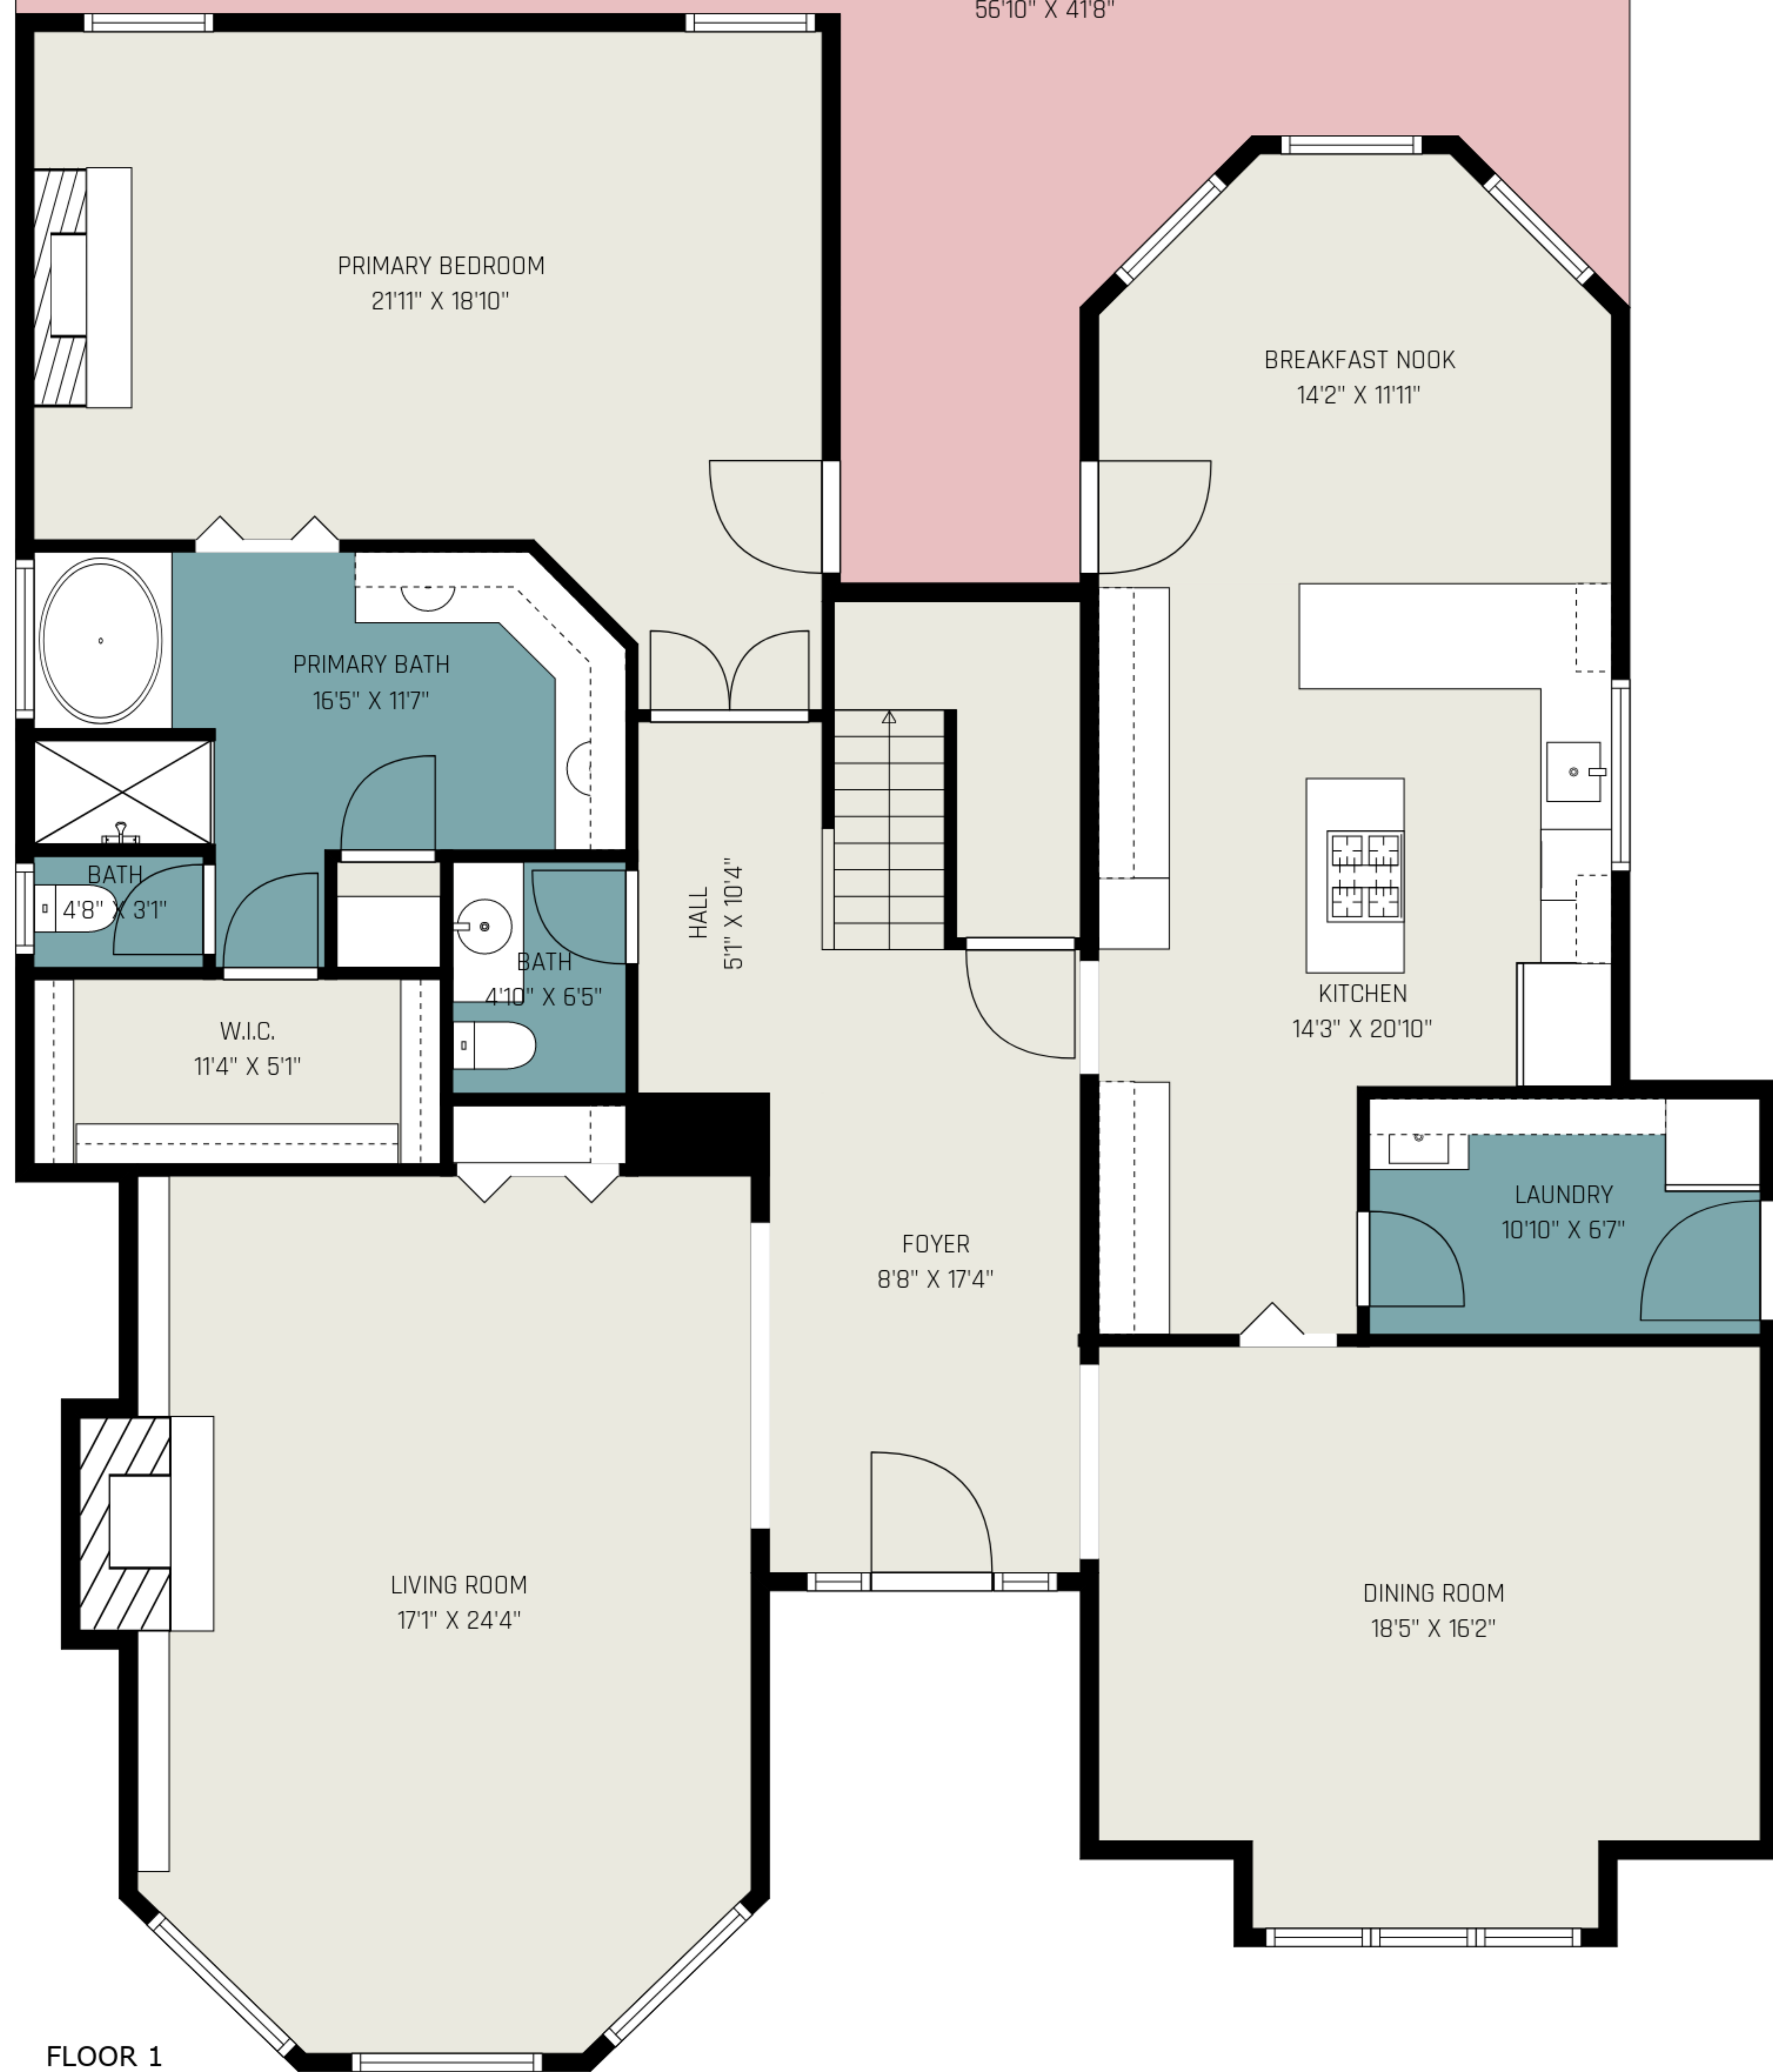 56'10" X 41'8"
PRIMARY BEDROOM
21'11" X 18'10"
BREAKFAST NOOK
14'2" X 11'11"
PRIMARY BATH
16'5" X 11'7"
BATH
4'8" X 3'1"
HALL
5'1" X 10'4"
BATH
4'10" X 6'5"
KITCHEN
14'3" X 20'10"
W.I.C.
11'4" X 5'1"
LAUNDRY
10'10" X 6'7"
FOYER
8'8" X 17'4"
LIVING ROOM
17'1" X 24'4"
DINING ROOM
18'5" X 16'2"
FLOOR 1